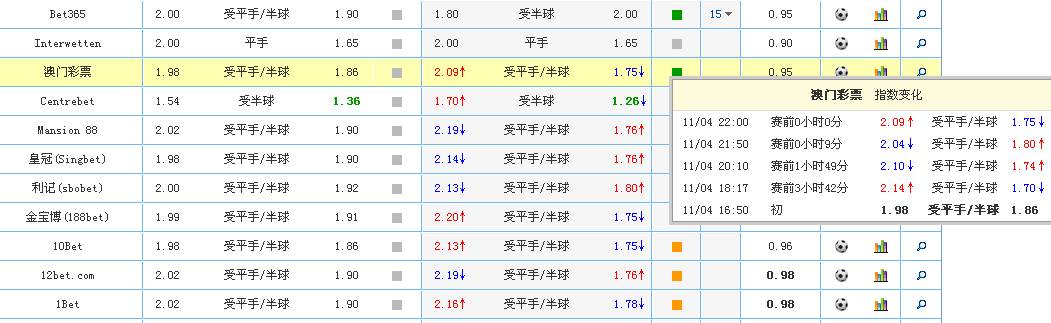 Bet365 2.00 受平手/半球 1.90 1.80 受半球 2.00 15 0.95
Interwetten 2.00 平手 1.65 2.00 平手 1.65 0.90
澳门彩票 1.98 受平手/半球 1.86 2.09↑ 受平手/半球 1.75↓ 0.95
Centrebet 1.54 受半球 1.36 1.70↑ 受半球 1.26↓
Mansion 88 2.02 受平手/半球 1.90 2.19↓ 受平手/半球 1.76↑
皇冠(Singbet) 1.98 受平手/半球 1.90 2.14↓ 受平手/半球 1.76↑
利记(sbobet) 2.00 受平手/半球 1.92 2.13↓ 受平手/半球 1.80↑
金宝博(188bet) 1.99 受平手/半球 1.91 2.20↑ 受平手/半球 1.75↓
10Bet 1.98 受平手/半球 1.86 2.13↑ 受平手/半球 1.75↓ 0.96
12bet.com 2.02 受平手/半球 1.90 2.19↓ 受平手/半球 1.76↑ 0.98
1Bet 2.02 受平手/半球 1.90 2.16↑ 受平手/半球 1.78↓ 0.98
澳门彩票 指数变化
11/04 22:00 赛前0小时0分 2.09↑ 受平手/半球 1.75↓
11/04 21:50 赛前0小时9分 2.04↓ 受平手/半球 1.80↑
11/04 20:10 赛前1小时49分 2.10↓ 受平手/半球 1.74↑
11/04 18:17 赛前3小时42分 2.14↑ 受平手/半球 1.70↓
11/04 16:50 初 1.98 受平手/半球 1.86